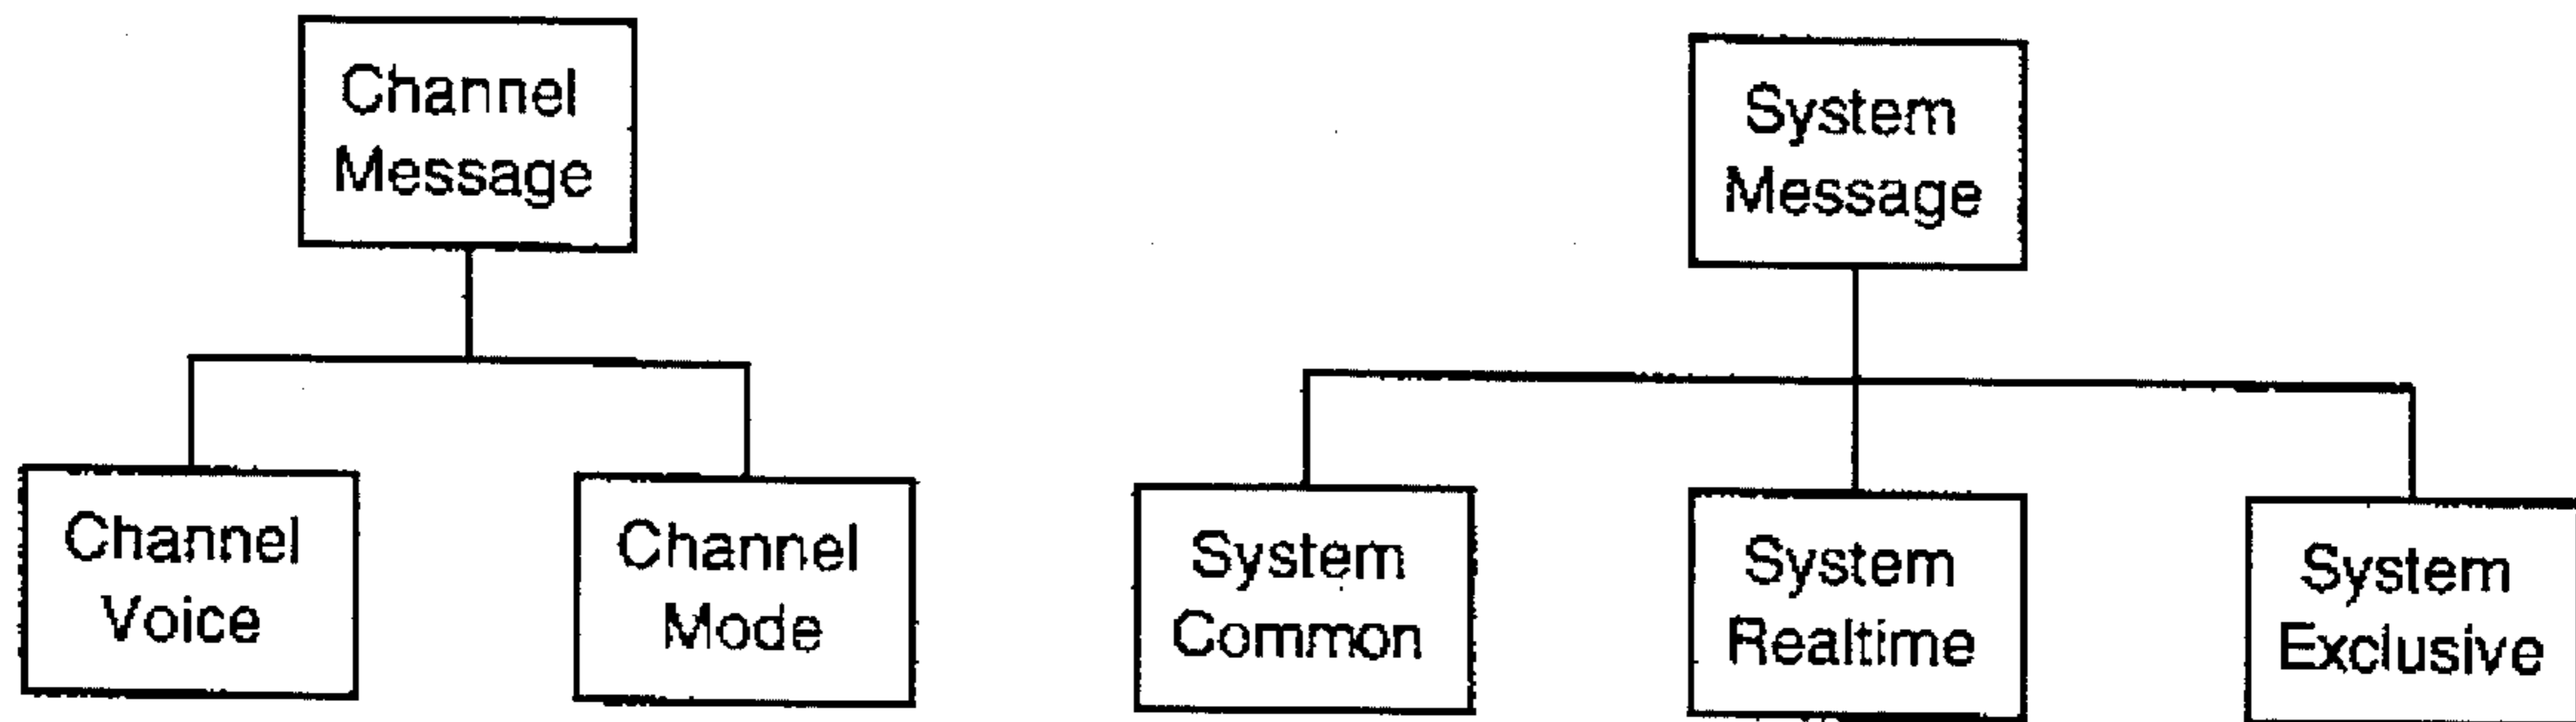 Channel
Message
System
Message
Channel
Voice
Channel
Mode
System
Common
System
Realtime
System
Exclusive